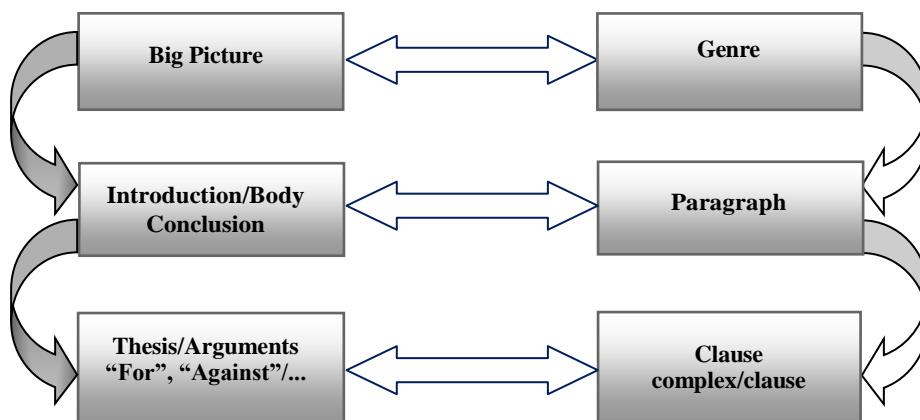 Big Picture
Genre
Introduction/Body
Conclusion
Paragraph
Thesis/Arguments
“For”, “Against”/...
Clause
complex/clause